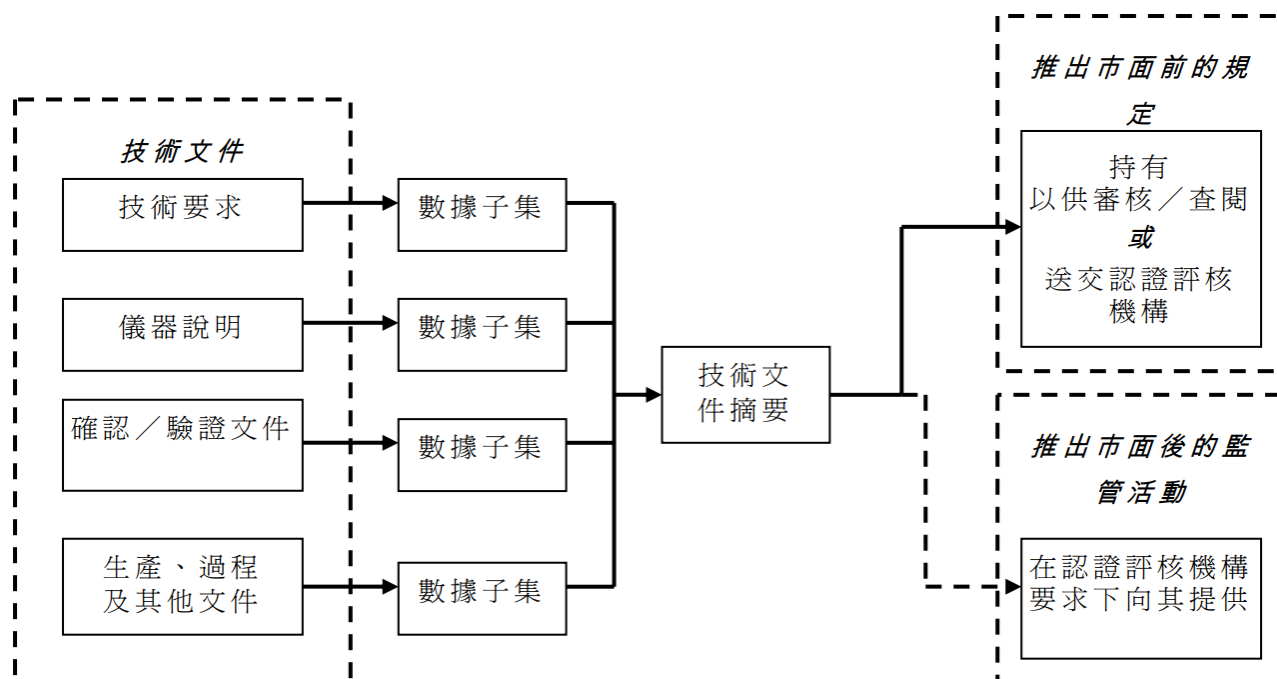 技術文件
技術要求
儀器說明
確認／驗證文件
生產、過程
及其他文件
數據子集
數據子集
數據子集
數據子集
技術文
件摘要
推出市面前的規
定
持有
以供審核／查閱
或
送交認證評核
機構
推出市面後的監
管活動
在認證評核機構
要求下向其提供